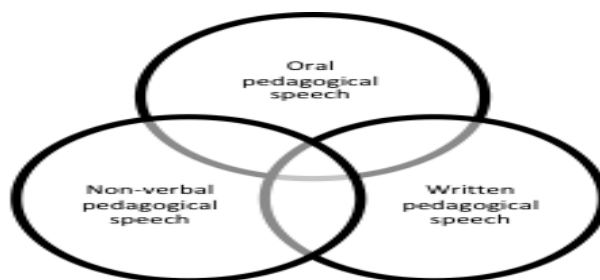 Oral
pedagogical
speech
Non-verbal
pedagogical
speech
Written
pedagogical
speech